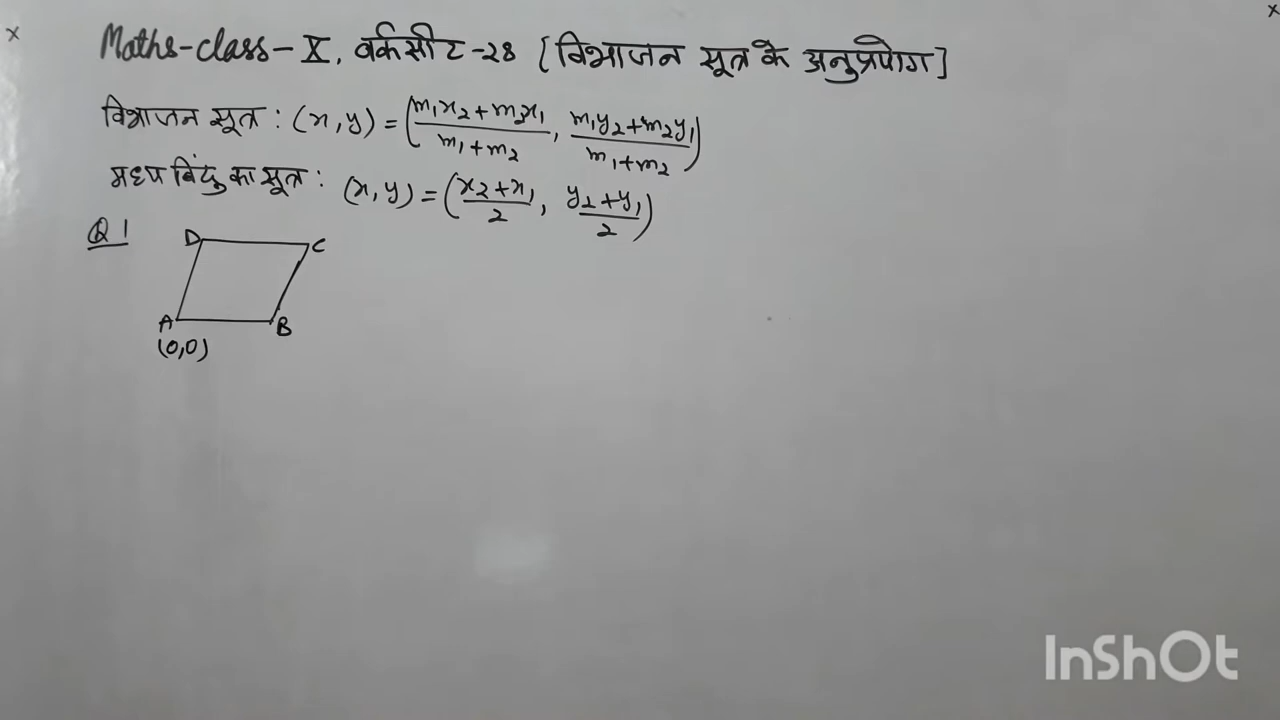 Maths-class-X, वर्कसीट-28 [विभाजन सूत्र के अनुप्रयोग]
विभाजन सूत्र : (x, y) = (m₁x₂+m₂x₁/m₁+m₂, m₁y₂+m₂y₁/m₁+m₂)
मध्य बिंदु का सूत्र : (x, y) = (x₂+x₁/2, y₂+y₁/2)
Q 1
D C
A B
(0,0)
InShOt